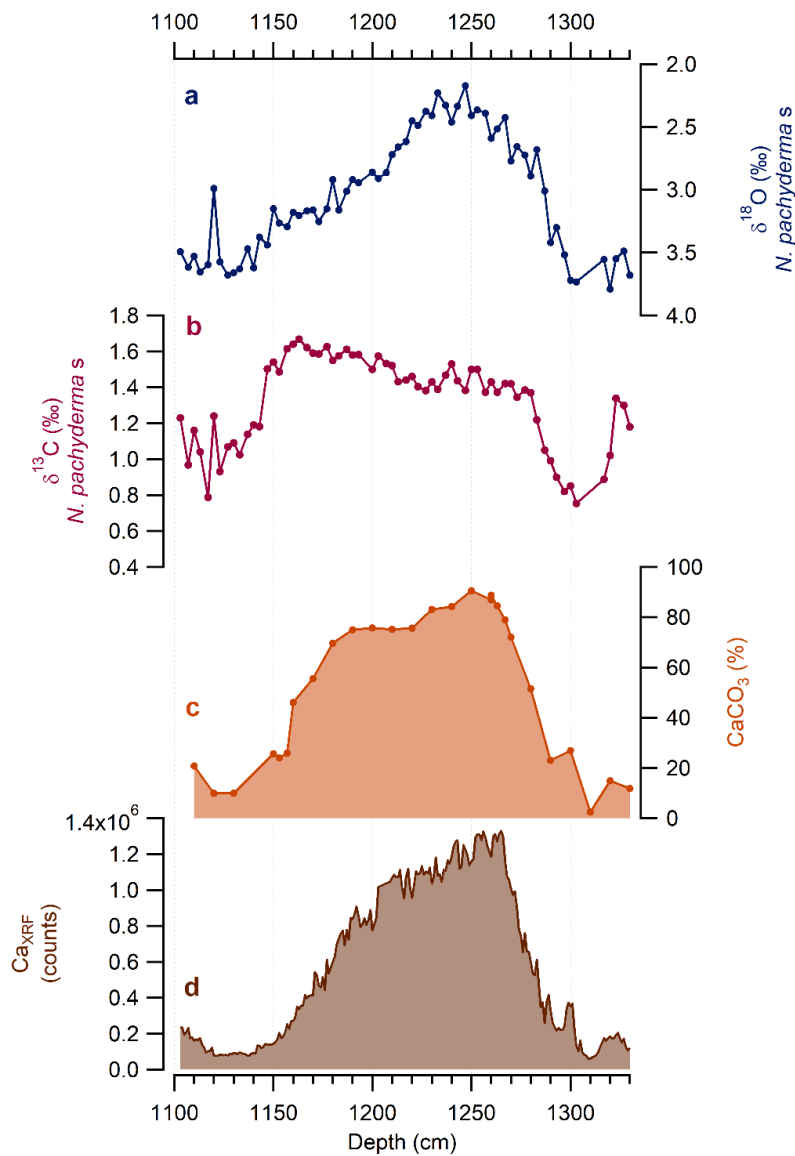 1100 1150 1200 1250 1300
a
2.0
2.5
3.0
3.5
4.0
δ¹⁸O (‰)
N. pachyderma s
b
1.8
1.6
1.4
1.2
1.0
0.8
0.6
0.4
δ¹³C (‰)
N. pachyderma s
c
100
80
60
40
20
0
CaCO₃ (%)
d
1.4x10⁶
1.2
1.0
0.8
0.6
0.4
0.2
0.0
Ca_XRF
(counts)
1100 1150 1200 1250 1300
Depth (cm)